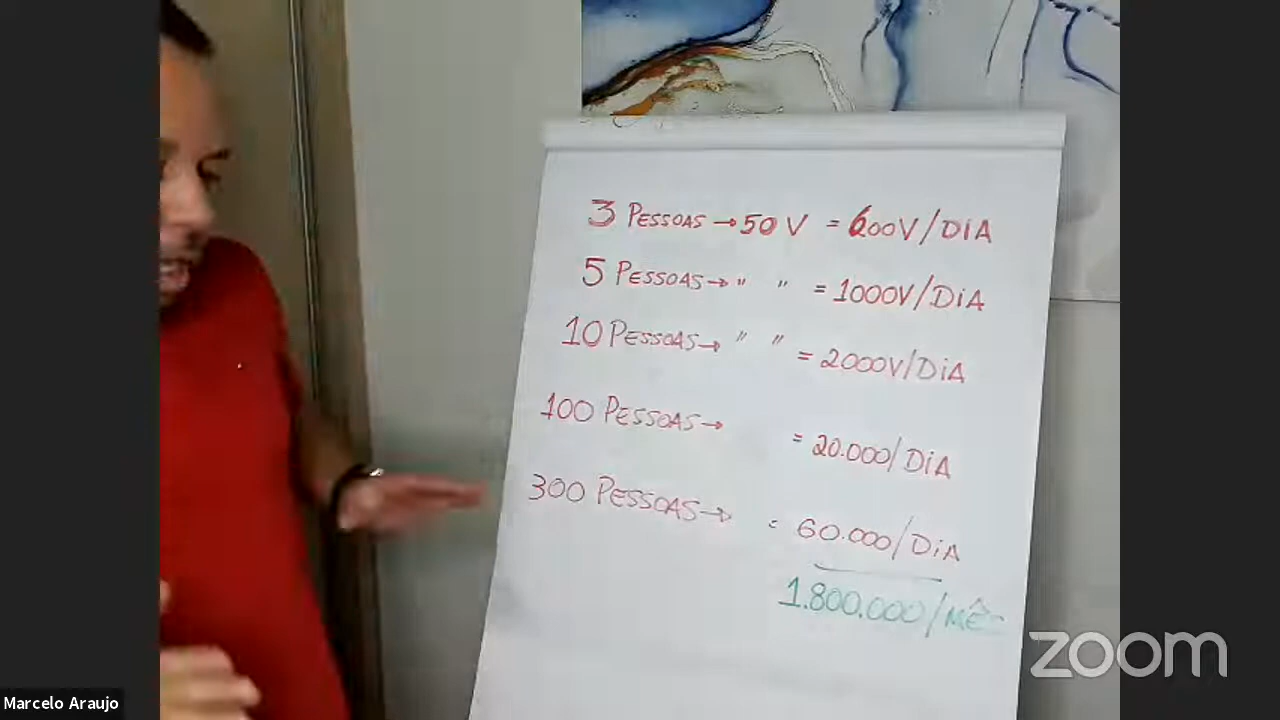 3 PESSOAS → 50 V = 600V/DIA
5 PESSOAS → " " = 1000V/DiA
10 PESSOAS → " " = 2000V/DiA
100 PESSOAS → = 20.000/DiA
300 PESSOAS → = 60.000/DiA
1.800.000/MÊS
zoom
Marcelo Araujo